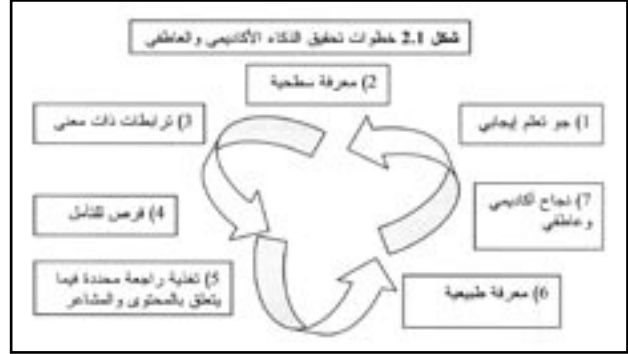 شكل 2.1 خطوات تحقيق الذكاء الأكاديمي والعاطفي
2) معرفة سطحية
3) ترابطات ذات معنى
1) جو تعلم إيجابي
4) فرص للتأمل
7) نجاح أكاديمي
وعاطفي
5) تغذية راجعة محددة فيما
يتعلق بالمحتوى والمشاعر
6) معرفة طبيعية